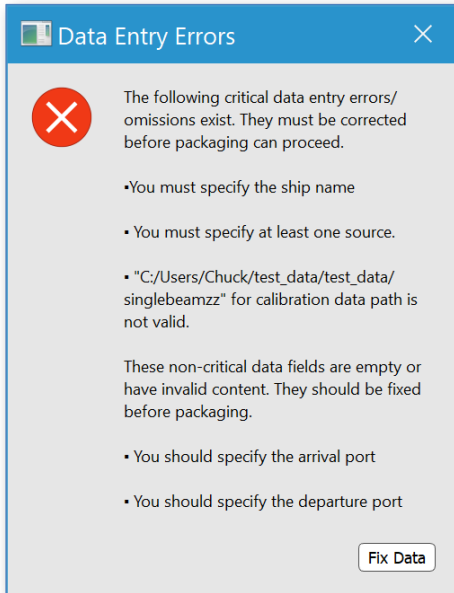 Data Entry Errors
The following critical data entry errors/
omissions exist. They must be corrected
before packaging can proceed.
▪You must specify the ship name
▪ You must specify at least one source.
▪ "C:/Users/Chuck/test_data/test_data/
singlebeamzz" for calibration data path is
not valid.
These non-critical data fields are empty or
have invalid content. They should be fixed
before packaging.
▪ You should specify the arrival port
▪ You should specify the departure port
Fix Data